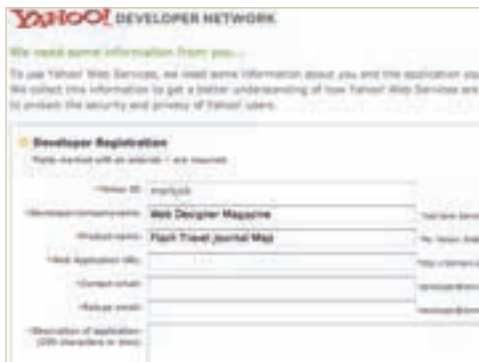 YAHOO! DEVELOPER NETWORK
We need some information from you...
To use Yahoo! Web Services, we need some information about you and the application you
We collect this information to get a better understanding of how Yahoo! Web Services are
to protect the security and privacy of Yahoo! users.
Developer Registration
Fields marked with an asterisk * are required.
*Yahoo! ID:
*Developer/company name: Web Designer Magazine
*Product name: Flash Travel Journal Map
*Web Application URL:
*Contact email:
*Re-type email:
*Description of application
(200 characters or less):